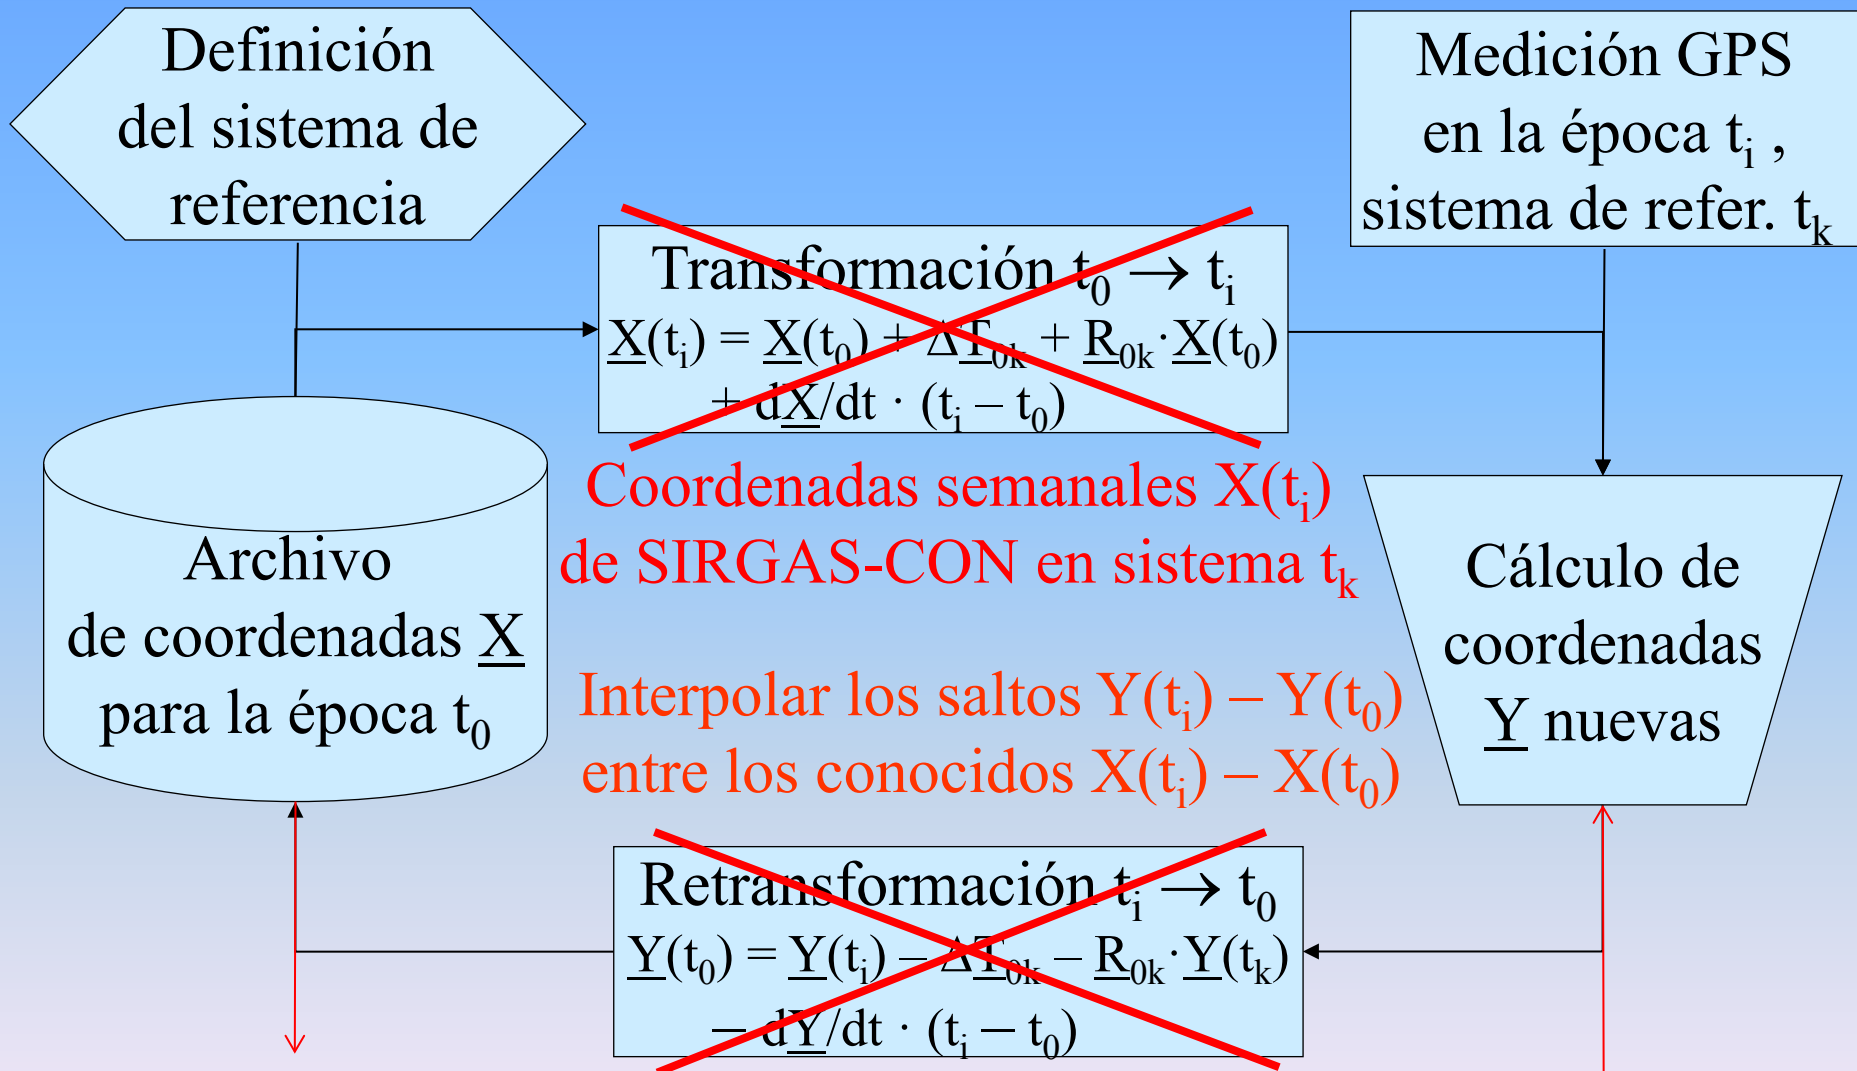 Definición
del sistema de
referencia
Medición GPS
en la época tᵢ ,
sistema de refer. tₖ
Transformación t₀ → tᵢ
X(tᵢ) = X(t₀) + ΔT₀ₖ + R₀ₖ·X(t₀)
+ dX/dt · (tᵢ – t₀)
Coordenadas semanales X(tᵢ)
de SIRGAS-CON en sistema tₖ
Archivo
de coordenadas X
para la época t₀
Interpolar los saltos Y(tᵢ) – Y(t₀)
entre los conocidos X(tᵢ) – X(t₀)
Cálculo de
coordenadas
Y nuevas
Retransformación tᵢ → t₀
Y(t₀) = Y(tᵢ) – ΔT₀ₖ – R₀ₖ·Y(tₖ)
– dY/dt · (tᵢ – t₀)